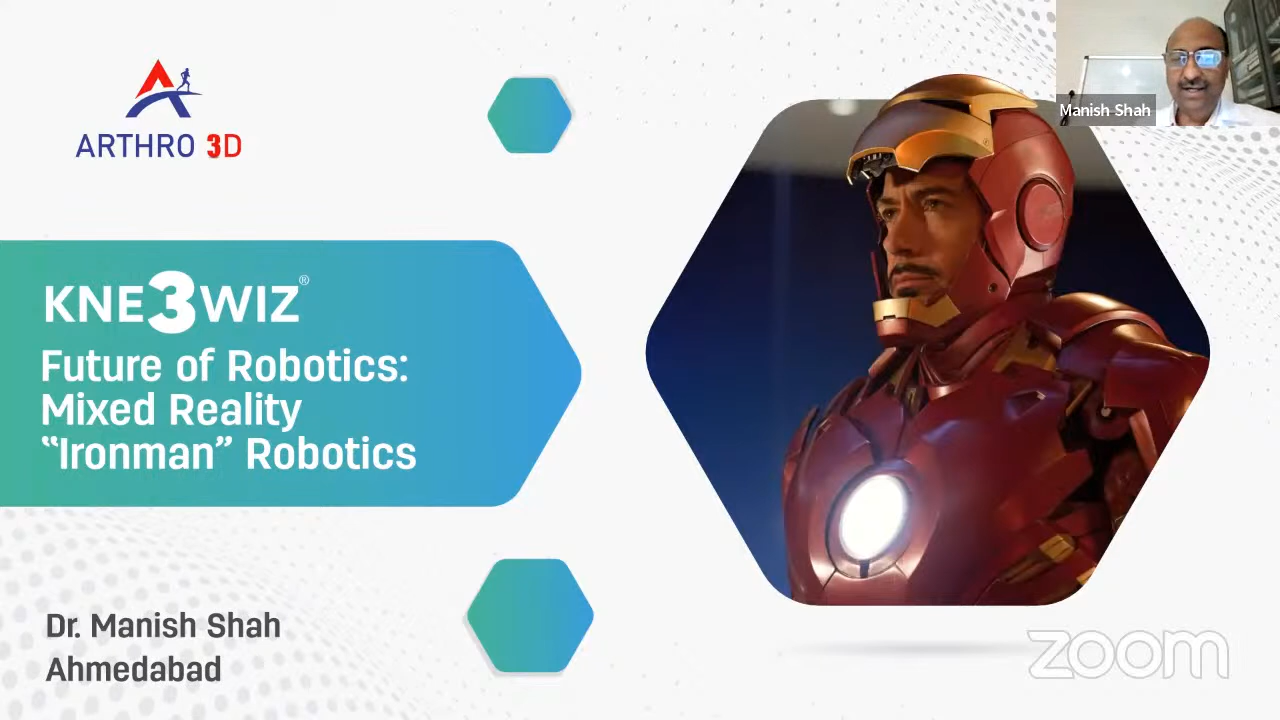 ARTHRO 3D
Manish Shah
KNE3WIZ®
Future of Robotics:
Mixed Reality
“Ironman” Robotics
Dr. Manish Shah
Ahmedabad
zoom